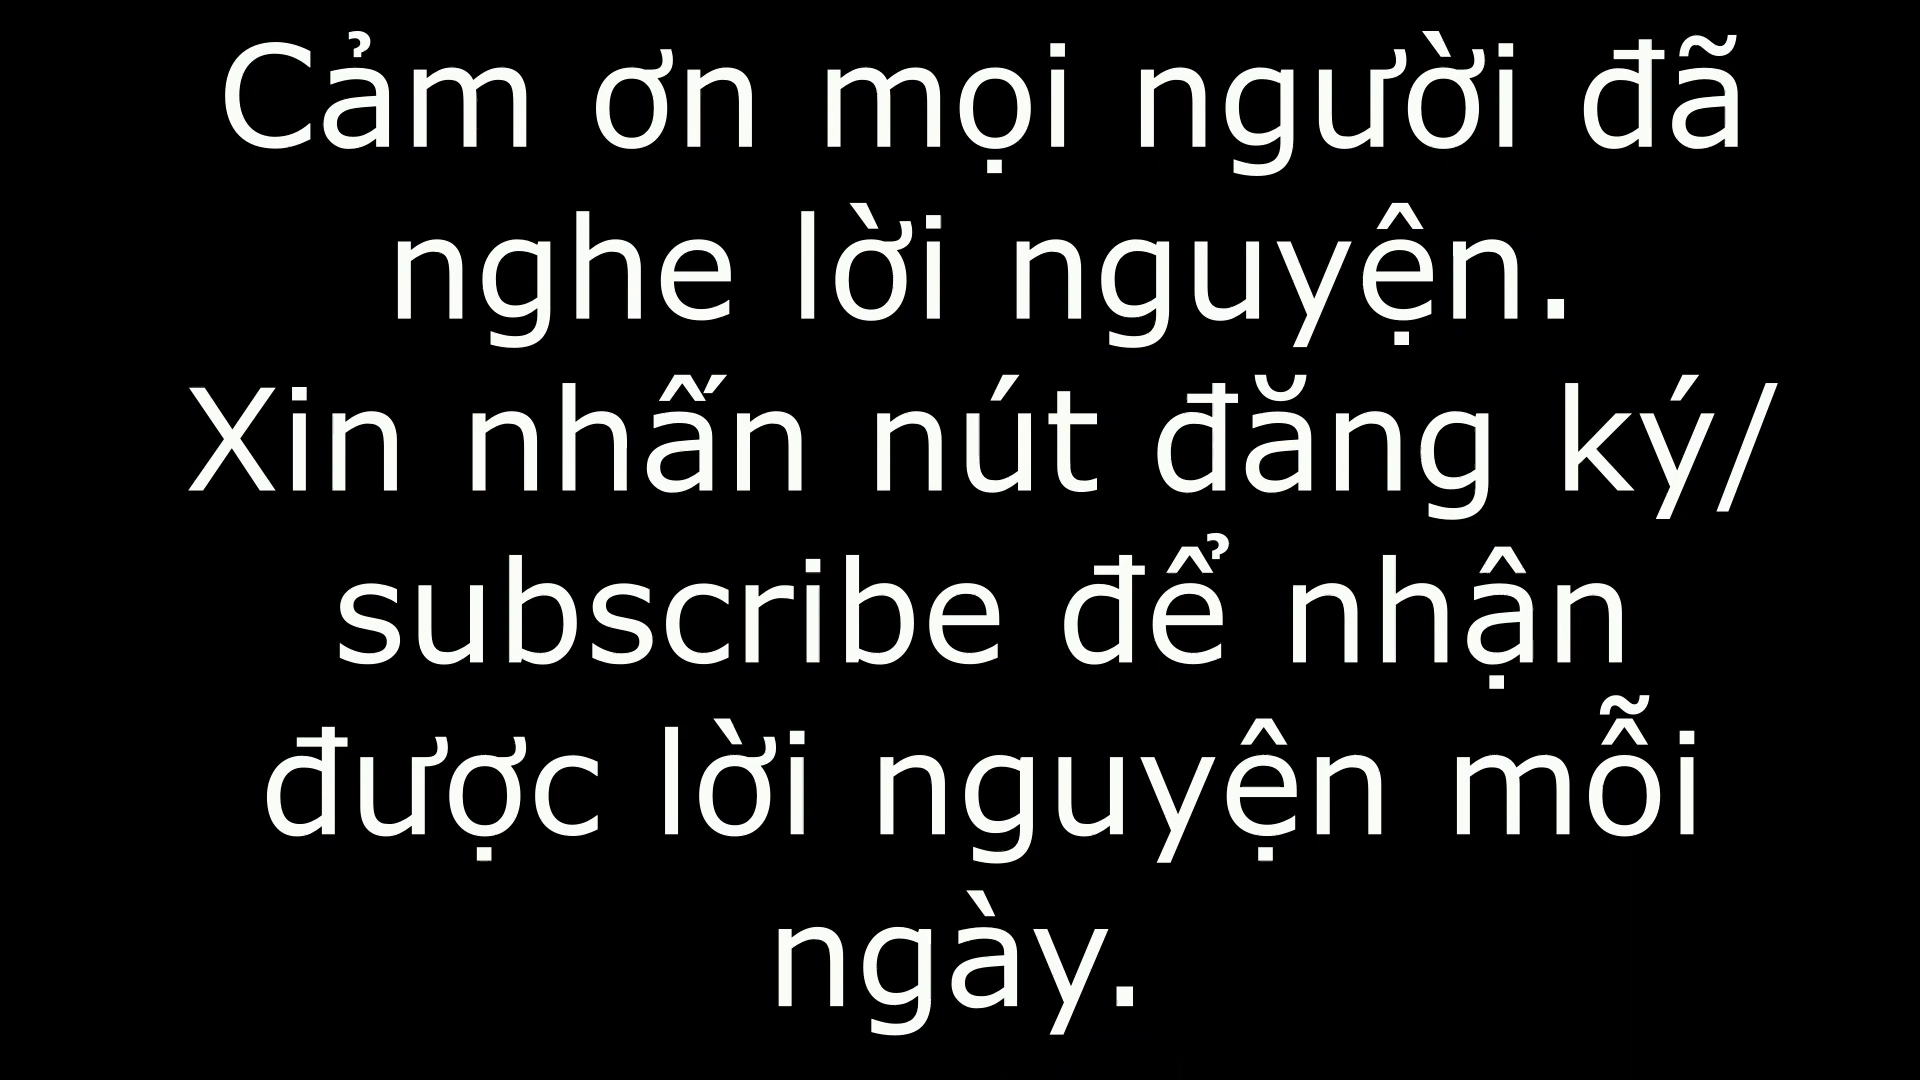 Cảm ơn mọi người đã
nghe lời nguyện.
Xin nhấn nút đăng ký/
subscribe để nhận
được lời nguyện mỗi
ngày.